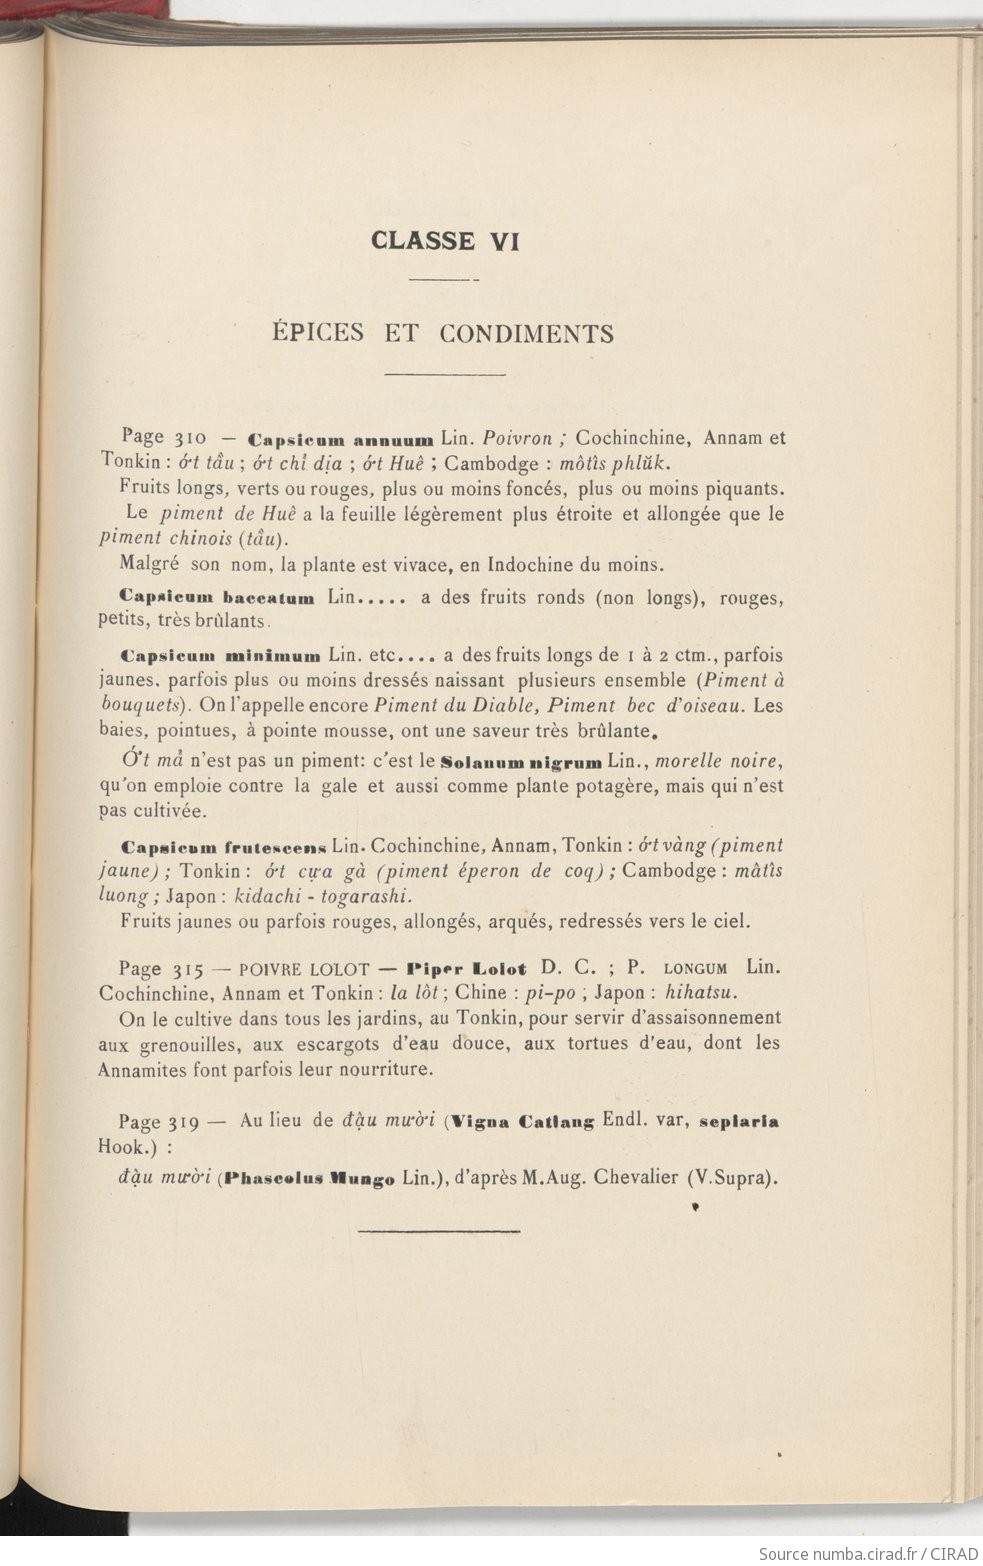 CLASSE VI
ÉPICES ET CONDIMENTS
Page 310 — Capsicum annuum Lin. Poivron ; Cochinchine, Annam et
Tonkin : ớt tầu ; ớt chỉ dịa ; ớt Huê ; Cambodge : môtìs phlŭk.
Fruits longs, verts ou rouges, plus ou moins foncés, plus ou moins piquants.
Le piment de Huê a la feuille légèrement plus étroite et allongée que le
piment chinois (tầu).
Malgré son nom, la plante est vivace, en Indochine du moins.
Capsicum baccatum Lin..... a des fruits ronds (non longs), rouges,
petits, très brûlants.
Capsicum minimum Lin. etc.... a des fruits longs de 1 à 2 ctm., parfois
jaunes. parfois plus ou moins dressés naissant plusieurs ensemble (Piment à
bouquets). On l'appelle encore Piment du Diable, Piment bec d'oiseau. Les
baies, pointues, à pointe mousse, ont une saveur très brûlante.
Ớt mả n'est pas un piment: c'est le Solanum nigrum Lin., morelle noire,
qu'on emploie contre la gale et aussi comme plante potagère, mais qui n'est
pas cultivée.
Capsicum frutescens Lin. Cochinchine, Annam, Tonkin : ớt vàng (piment
jaune) ; Tonkin : ớt cựa gà (piment éperon de coq) ; Cambodge : mâtìs
luong ; Japon : kidachi - togarashi.
Fruits jaunes ou parfois rouges, allongés, arqués, redressés vers le ciel.
Page 315 — POIVRE LOLOT — Piper Lolot D. C. ; P. LONGUM Lin.
Cochinchine, Annam et Tonkin : la lôt ; Chine : pi-po ; Japon : hihatsu.
On le cultive dans tous les jardins, au Tonkin, pour servir d'assaisonnement
aux grenouilles, aux escargots d'eau douce, aux tortues d'eau, dont les
Annamites font parfois leur nourriture.
Page 319 — Au lieu de đậu mười (Vigna Catiang Endl. var, sepiaria
Hook.) :
đậu mười (Phaseolus Mungo Lin.), d'après M.Aug. Chevalier (V.Supra).
Source numba.cirad.fr / CIRAD